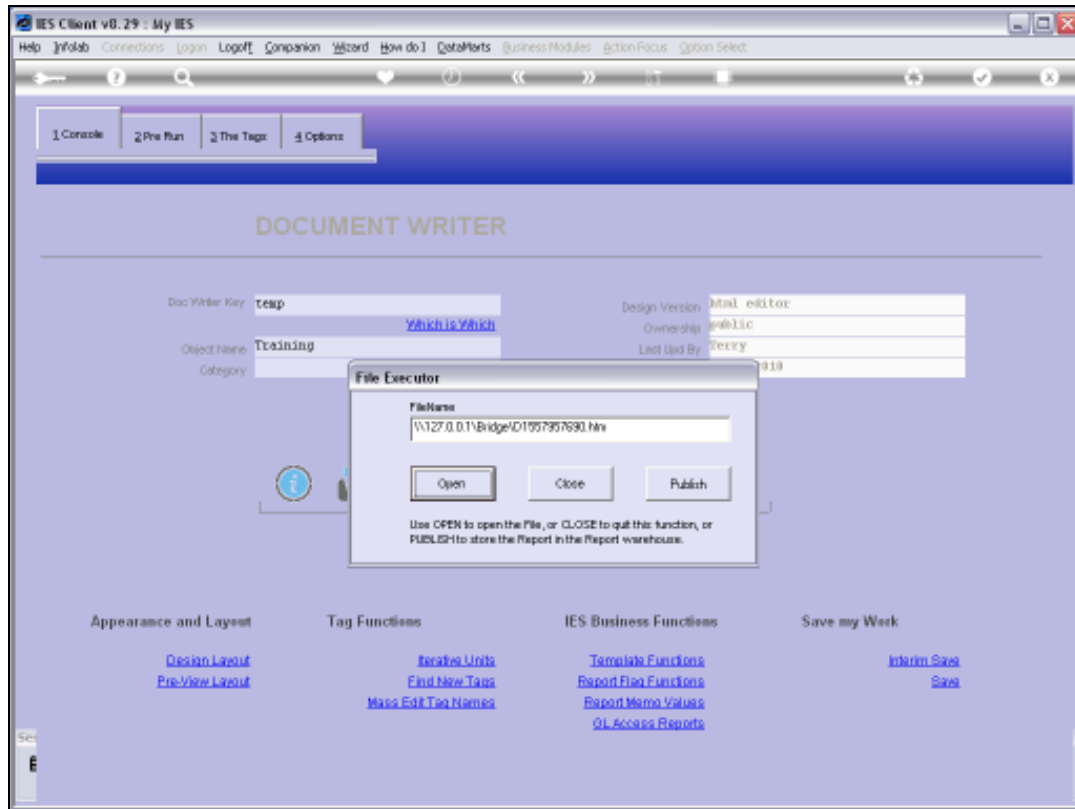 IES Client v8.29 : My IES
Help Infolab Connections Logon Logoff Companion Wizard How do I DataMarts Business Modules Action Focus Option Select
1 Console 2 Pre Run 3 The Tags 4 Options
DOCUMENT WRITER
Doc Writer Key temp Design Version html editor
Which is Which Ownership public
Object Name Training Last Upd By Terry
Category
File Executor
FileName
\\127.0.0.1\Bridge\D1557957690.htm
Open Close Publish
Use OPEN to open the File, or CLOSE to quit this function, or
PUBLISH to store the Report in the Report warehouse.
Appearance and Layout Tag Functions IES Business Functions Save my Work
Design Layout Iterative Units Template Functions Interim Save
Pre-View Layout Find New Tags Report Flag Functions Save
Mass Edit Tag Names Report Memo Values
GL Access Reports